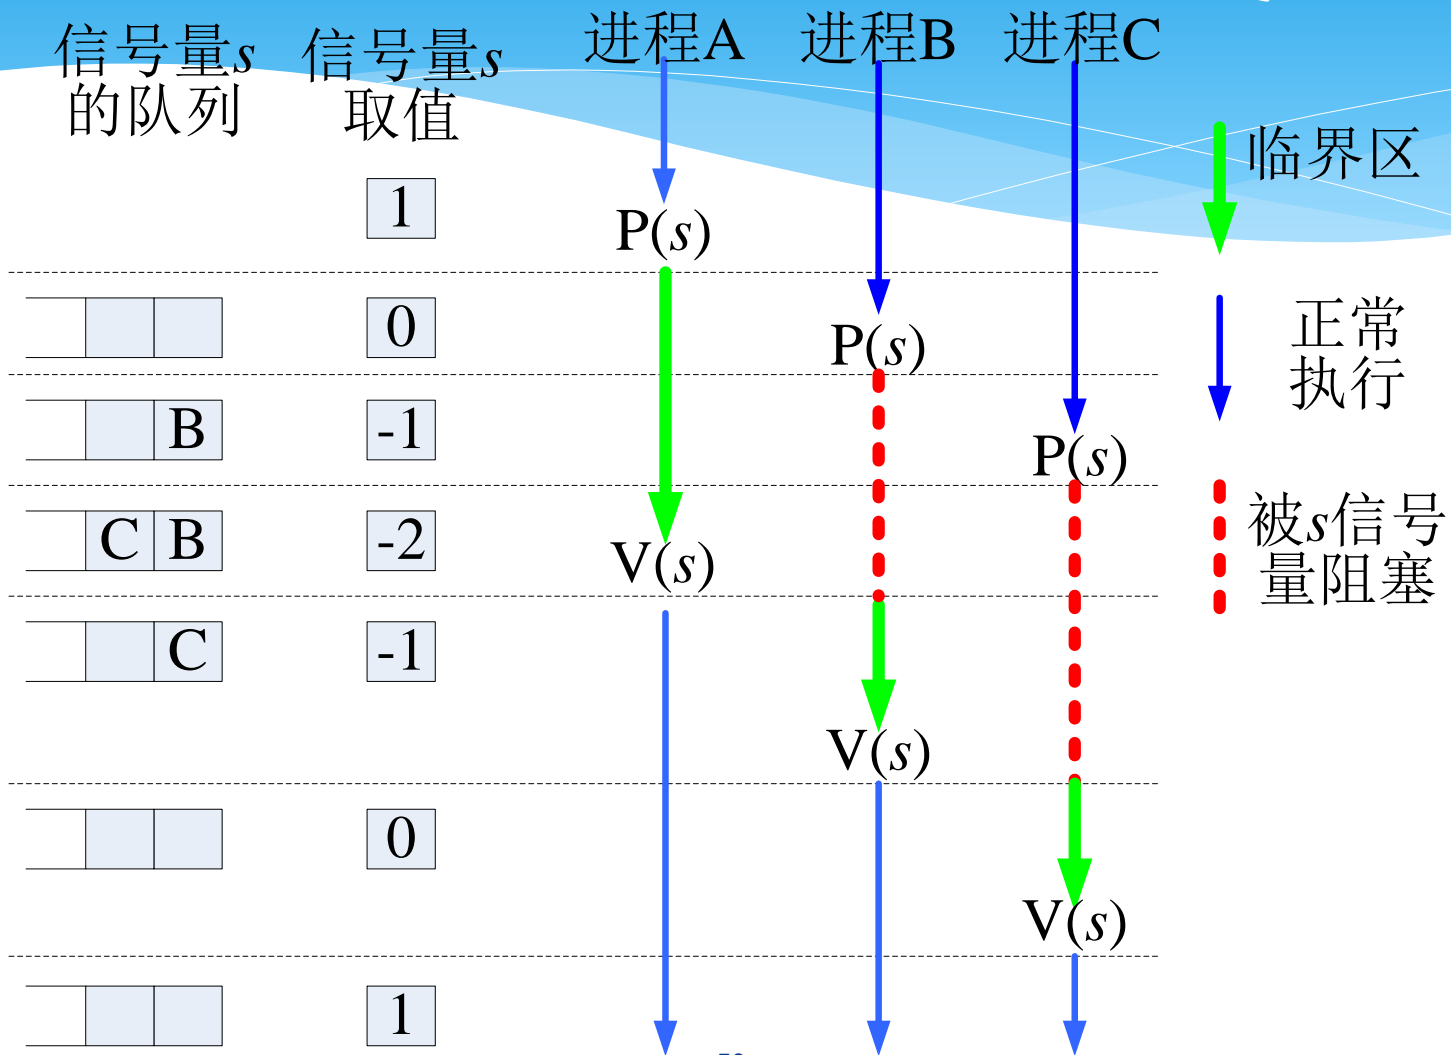 信号量s
的队列
信号量s
取值
进程A
进程B
进程C
临界区
1
P(s)
正常
执行
0
P(s)
B
-1
P(s)
被s信号
量阻塞
C B
-2
V(s)
C
-1
V(s)
0
V(s)
1